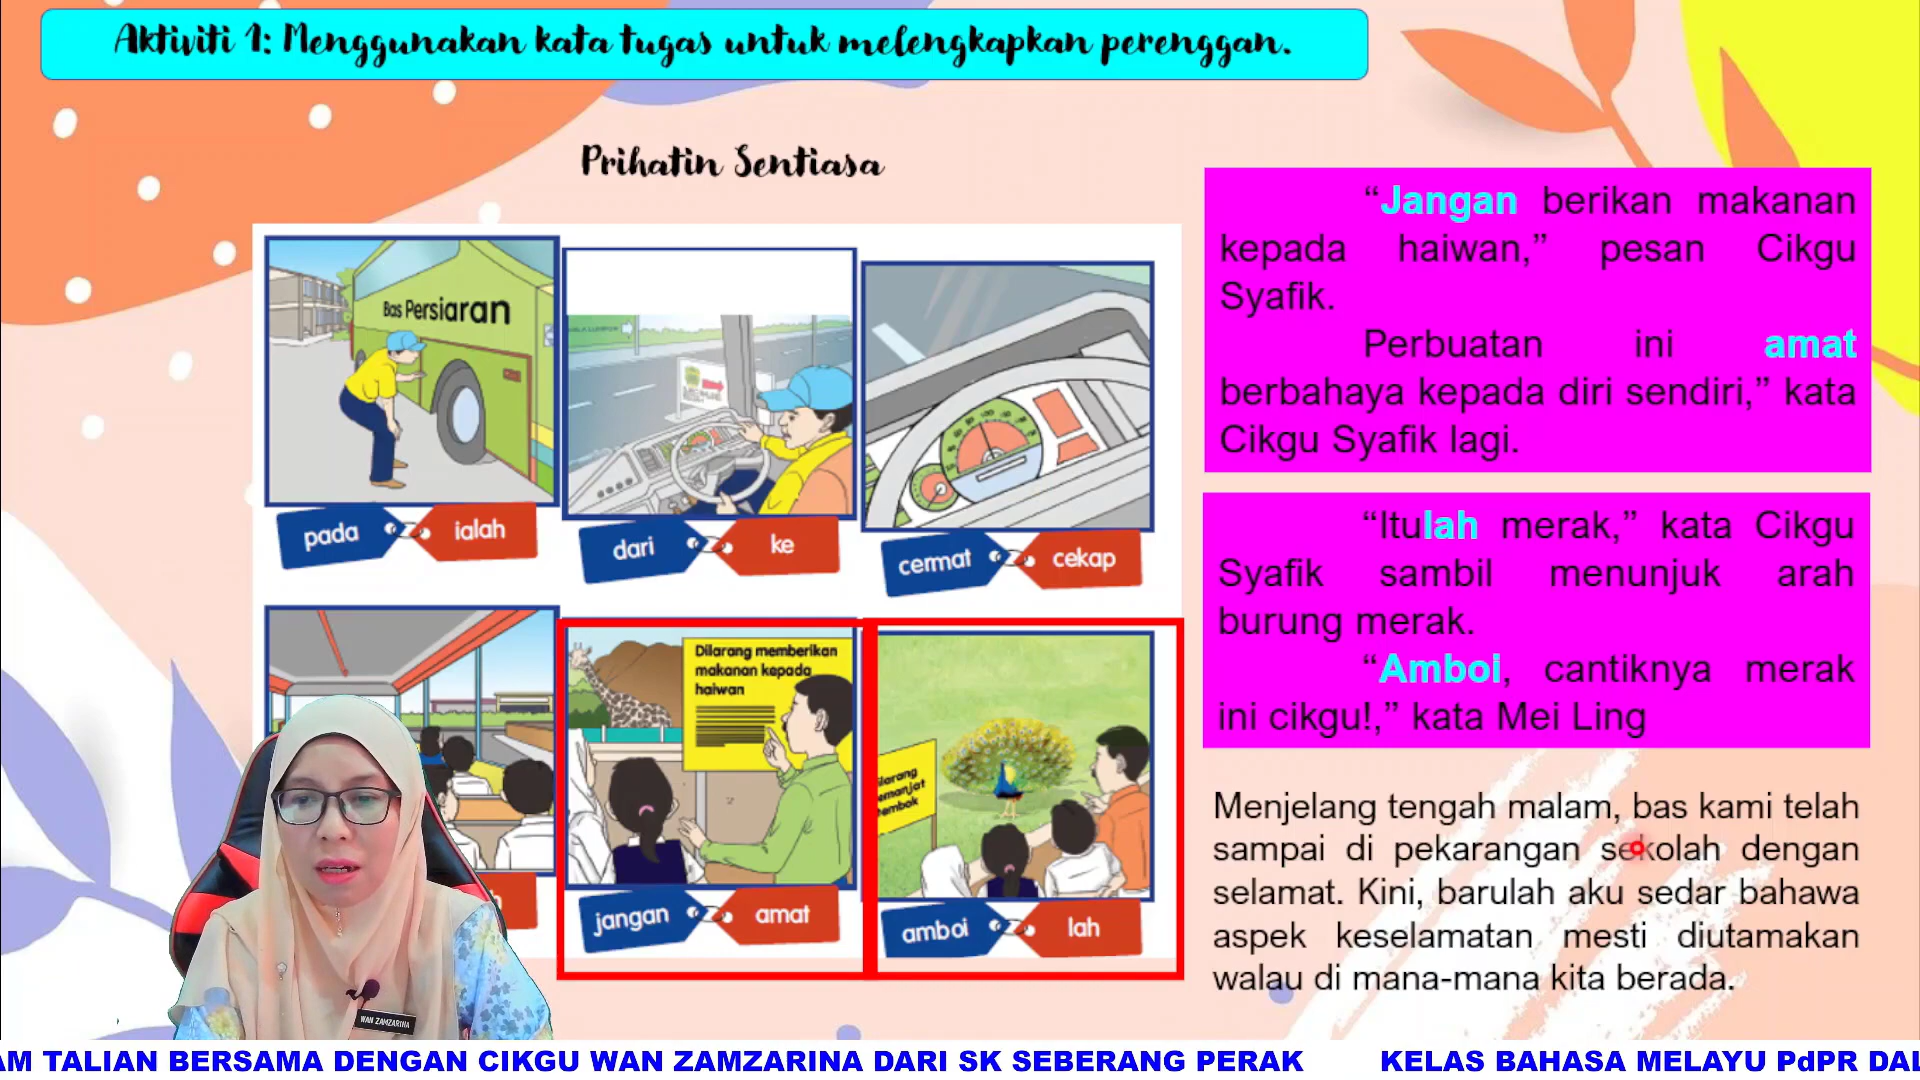 Aktiviti 1: Menggunakan kata tugas untuk melengkapkan perenggan.
Prihatin Sentiasa
Bas Persiaran
pada
ialah
dari
ke
cermat
cekap
Dilarang memberikan
makanan kepada
haiwan
jangan
amat
amboi
lah
“Jangan berikan makanan
kepada haiwan,” pesan Cikgu
Syafik.
Perbuatan ini amat
berbahaya kepada diri sendiri,” kata
Cikgu Syafik lagi.
“Itulah merak,” kata Cikgu
Syafik sambil menunjuk arah
burung merak.
“Amboi, cantiknya merak
ini cikgu!,” kata Mei Ling
Menjelang tengah malam, bas kami telah
sampai di pekarangan sekolah dengan
selamat. Kini, barulah aku sedar bahawa
aspek keselamatan mesti diutamakan
walau di mana-mana kita berada.
WAN ZAMZARINA
AM TALIAN BERSAMA DENGAN CIKGU WAN ZAMZARINA DARI SK SEBERANG PERAK KELAS BAHASA MELAYU PdPR DAL